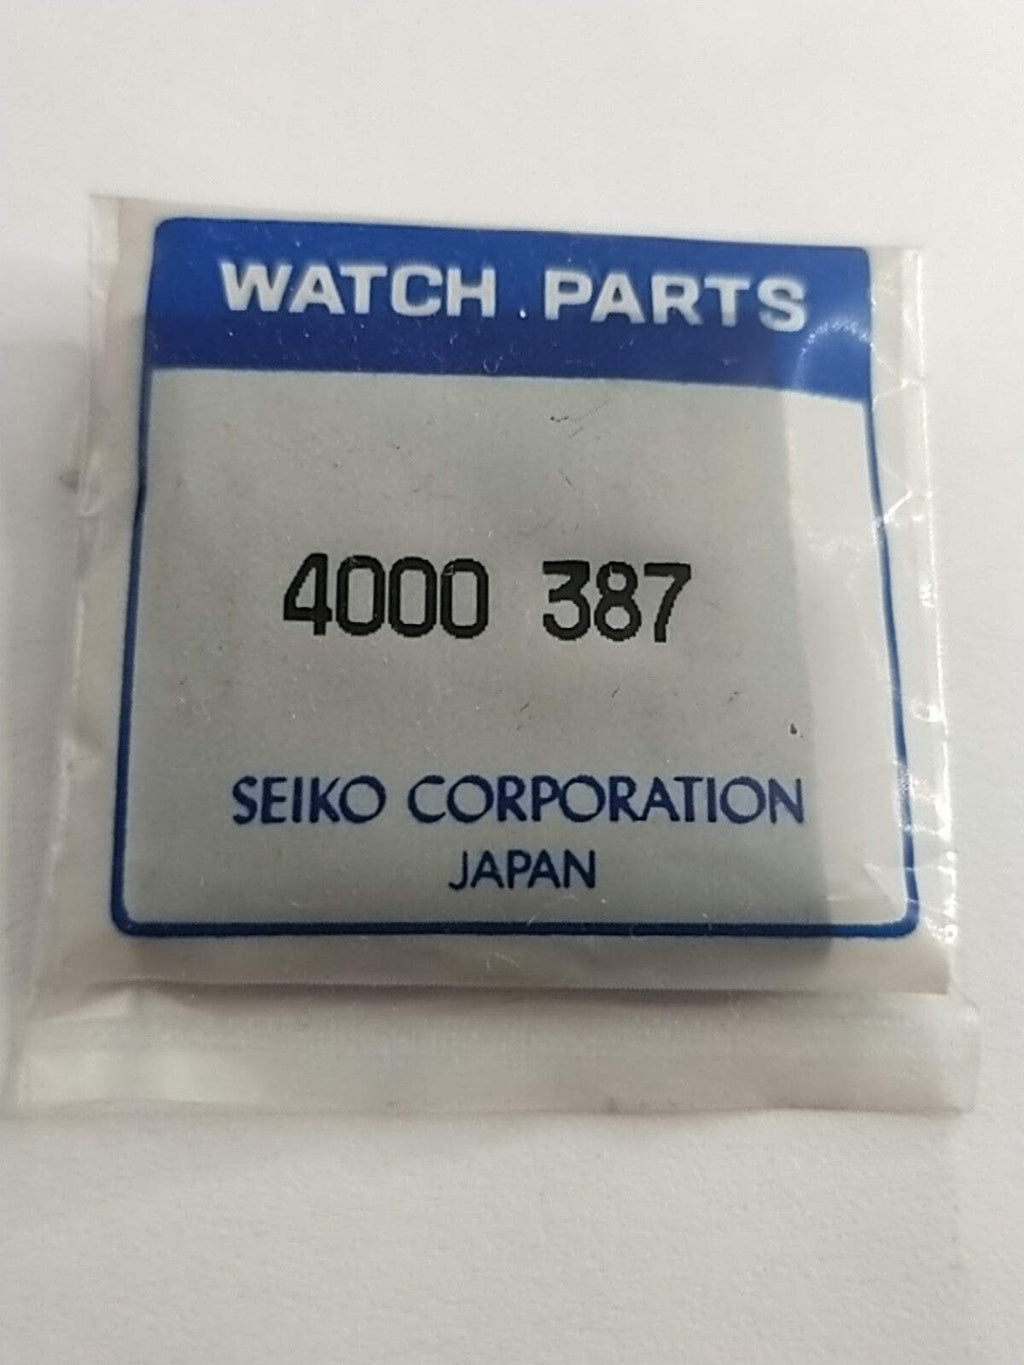 WATCH PARTS
4000 387
SEIKO CORPORATION
JAPAN